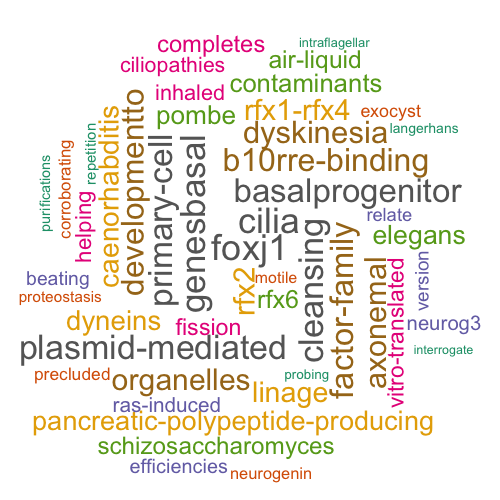 intraflagellar
completes
air-liquid
ciliopathies
contaminants
inhaled
pombe
rfx1-rfx4
exocyst
langerhans
dyskinesia
b10rre-binding
basalprogenitor
purifications
corroborating
repetition
helping
caenorhabditis
developmentto
primary-cell
genesbasal
cilia
foxj1
relate
elegans
beating
proteostasis
rfx2
motile
rfx6
cleansing
factor-family
axonemal
vitro-translated
version
neurog3
dyneins
fission
plasmid-mediated
interrogate
precluded
organelles
linage
probing
ras-induced
pancreatic-polypeptide-producing
schizosaccharomyces
efficiencies
neurogenin